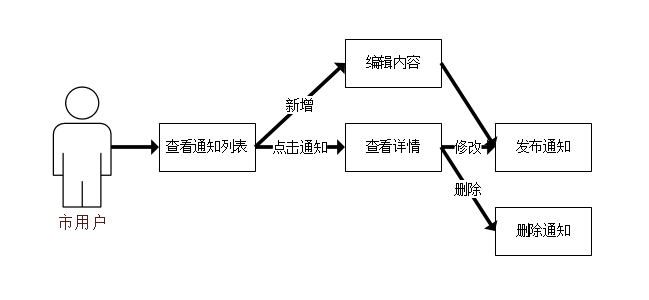 编辑内容
新增
查看通知列表
点击通知
查看详情
修改
发布通知
删除
市用户
删除通知